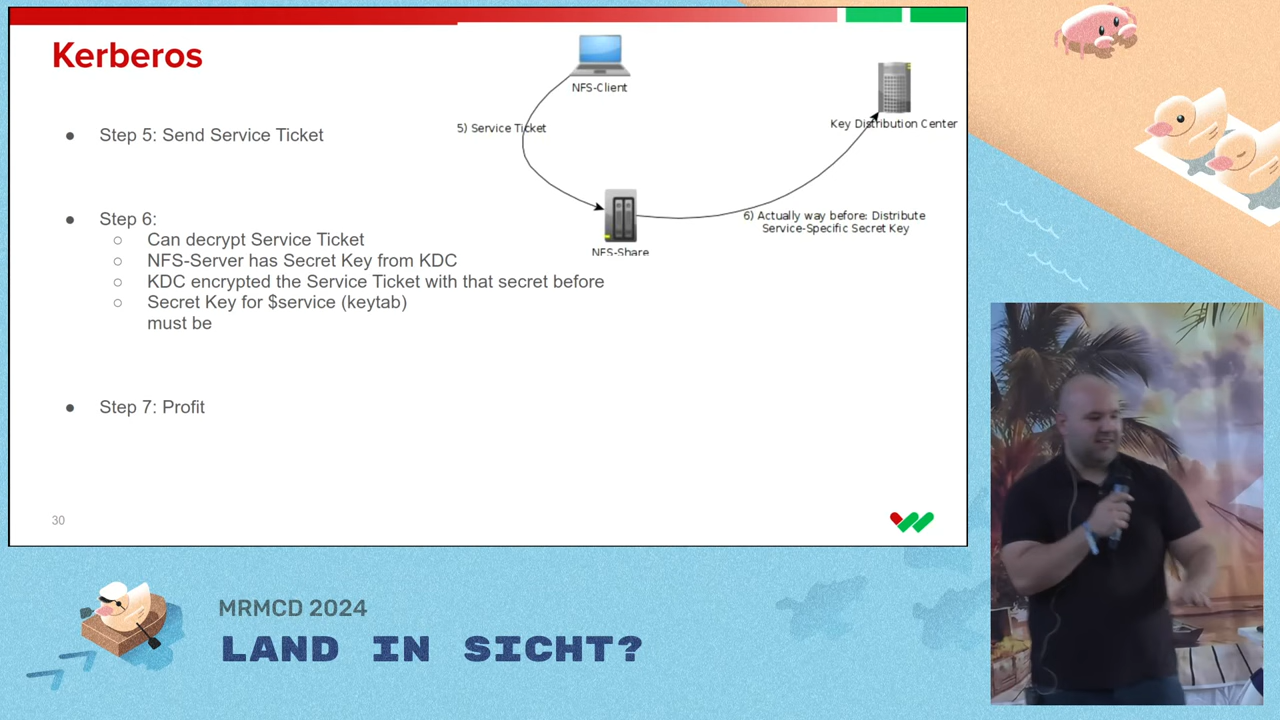 Kerberos
● Step 5: Send Service Ticket
● Step 6:
○ Can decrypt Service Ticket
○ NFS-Server has Secret Key from KDC
○ KDC encrypted the Service Ticket with that secret before
○ Secret Key for $service (keytab)
must be
● Step 7: Profit
NFS-Client
5) Service Ticket
Key Distribution Center
6) Actually way before: Distribute
Service-Specific Secret Key
NFS-Share
30
MRMCD 2024
LAND IN SICHT?